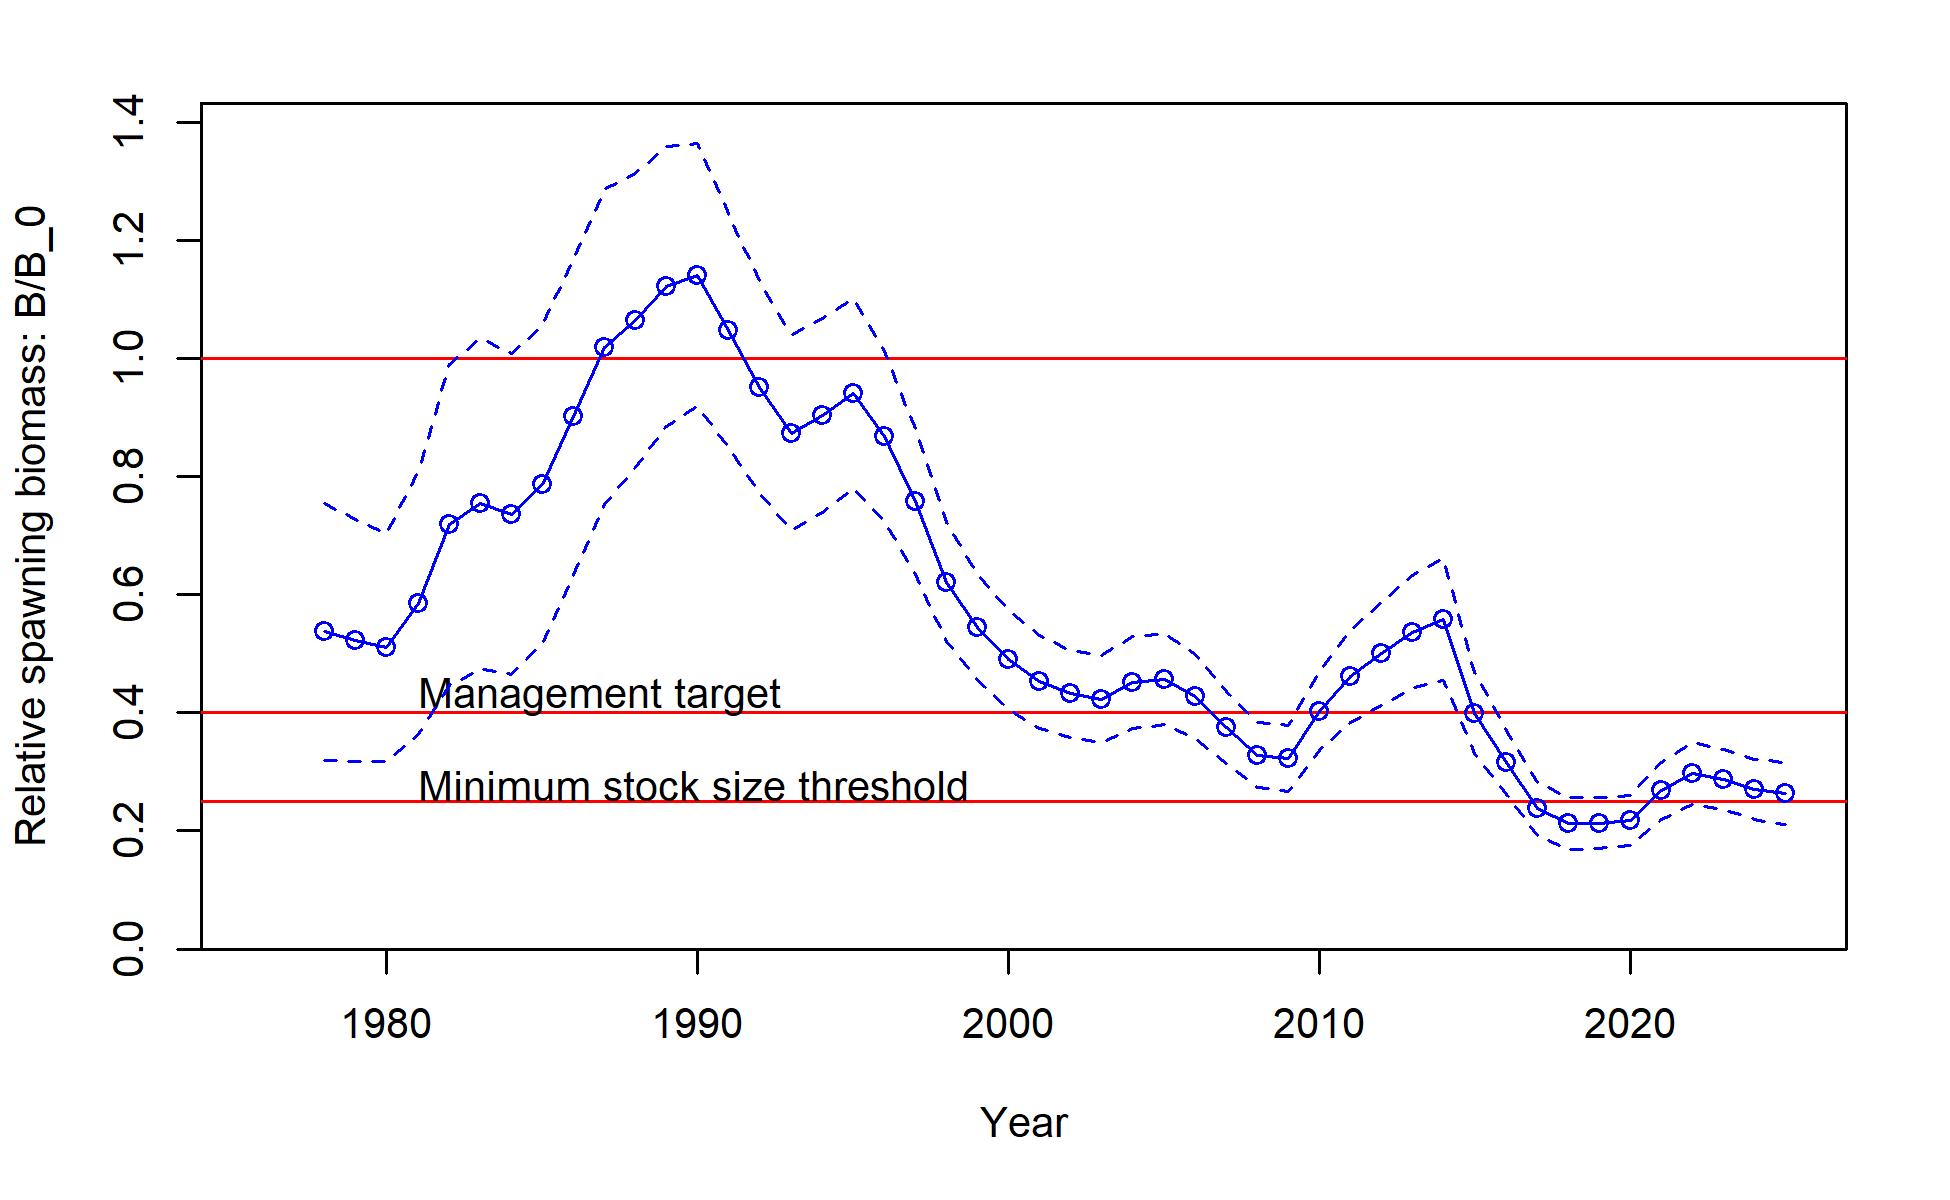 Relative spawning biomass: B/B_0
1.4
1.2
1.0
0.8
0.6
0.4
0.2
0.0
Management target
Minimum stock size threshold
1980 1990 2000 2010 2020
Year